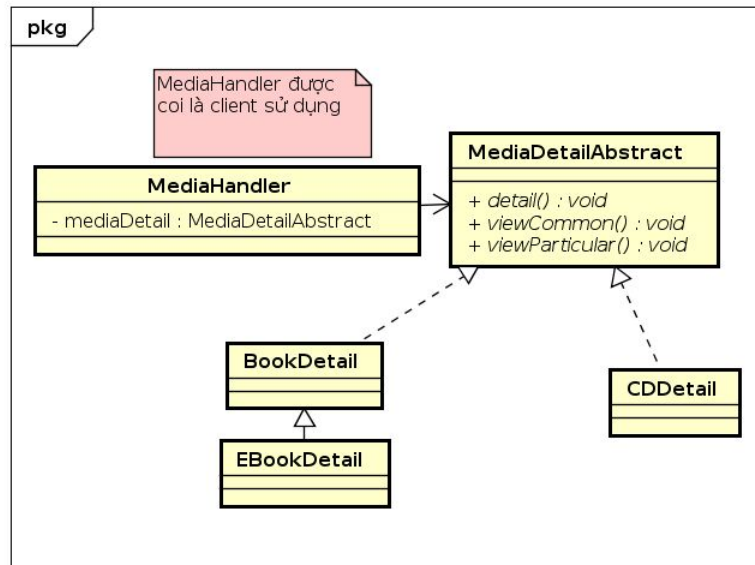 pkg
MediaHandler được
coi là client sử dụng
MediaHandler
- mediaDetail : MediaDetailAbstract
MediaDetailAbstract
+ detail() : void
+ viewCommon() : void
+ viewParticular() : void
BookDetail
CDDetail
EBookDetail